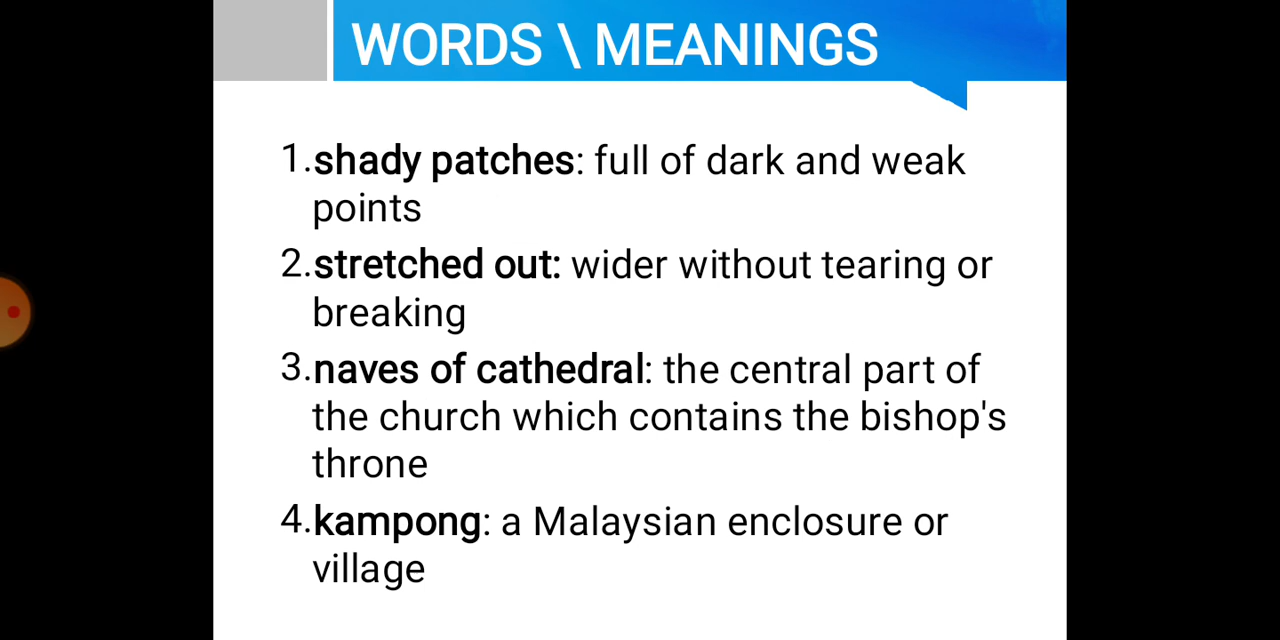 WORDS \ MEANINGS
1.shady patches: full of dark and weak
points
2.stretched out: wider without tearing or
breaking
3.naves of cathedral: the central part of
the church which contains the bishop's
throne
4.kampong: a Malaysian enclosure or
village